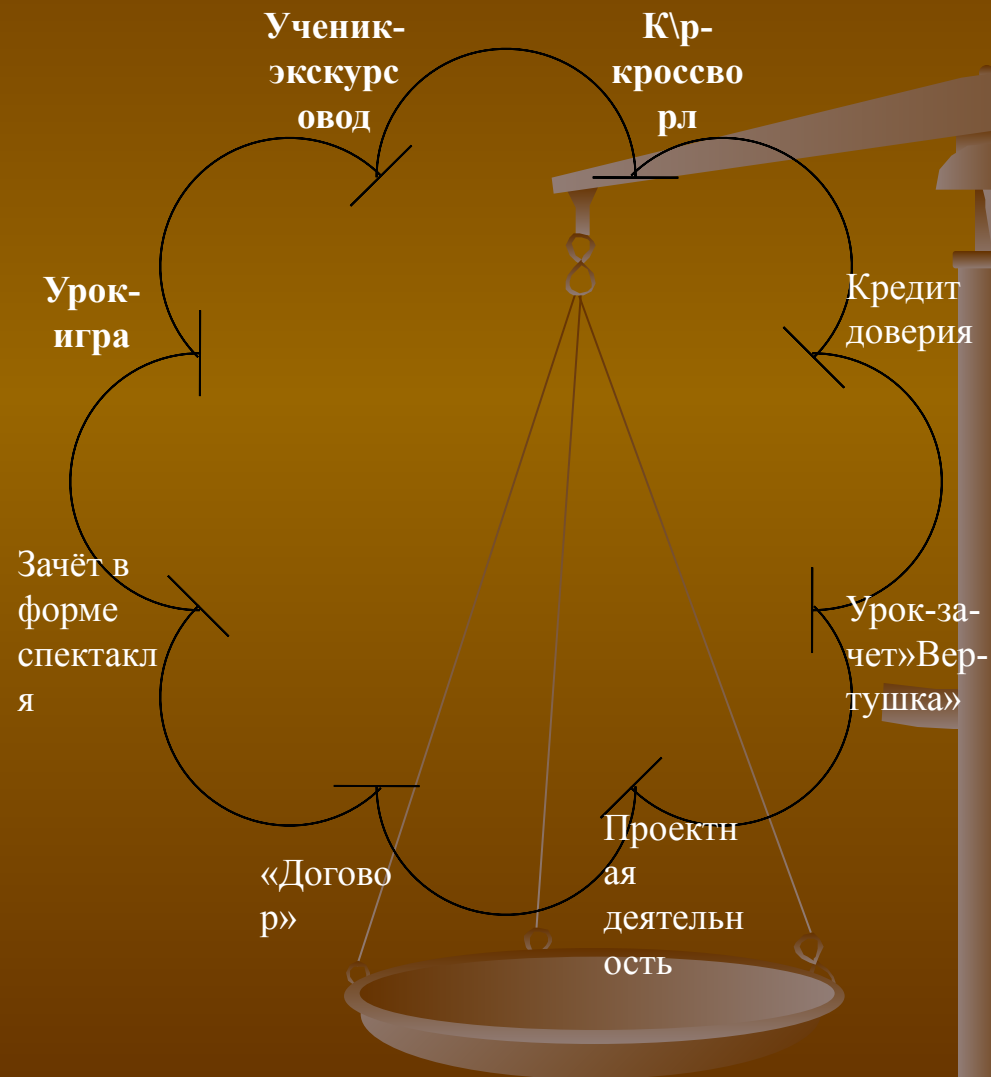 Ученик-
экскурс
овод
К\р-
кроссво
рл
Урок-
игра
Кредит
доверия
Зачёт в
форме
спектакл
я
Урок-за-
чет»Вер-
тушка»
«Догово
р»
Проектн
ая
деятельн
ость